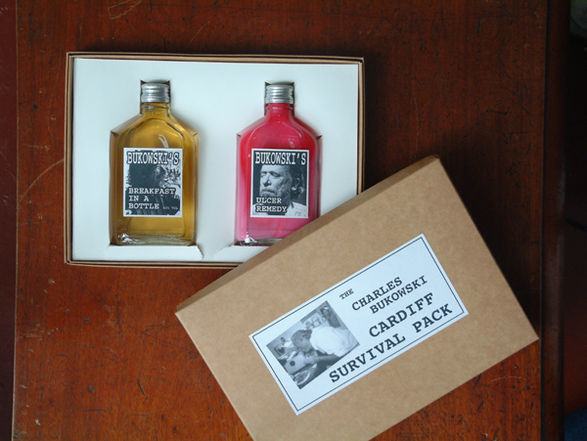 BUKOWSKI'S
BREAKFAST
IN A
BOTTLE
BUKOWSKI'S
ULCER
REMEDY
THE
CHARLES
BUKOWSKI
CARDIFF
SURVIVAL PACK